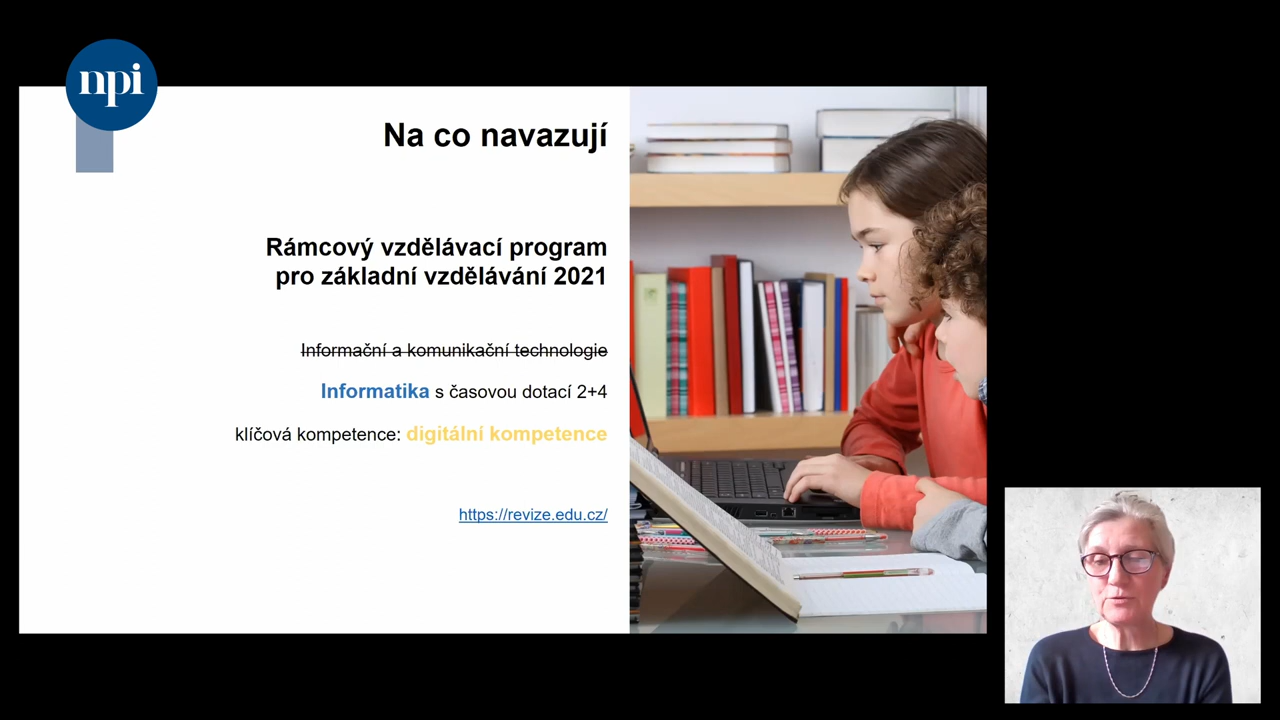 npi
Na co navazují
Rámcový vzdělávací program
pro základní vzdělávání 2021
Informační a komunikační technologie
Informatika s časovou dotací 2+4
klíčová kompetence: digitální kompetence
https://revize.edu.cz/